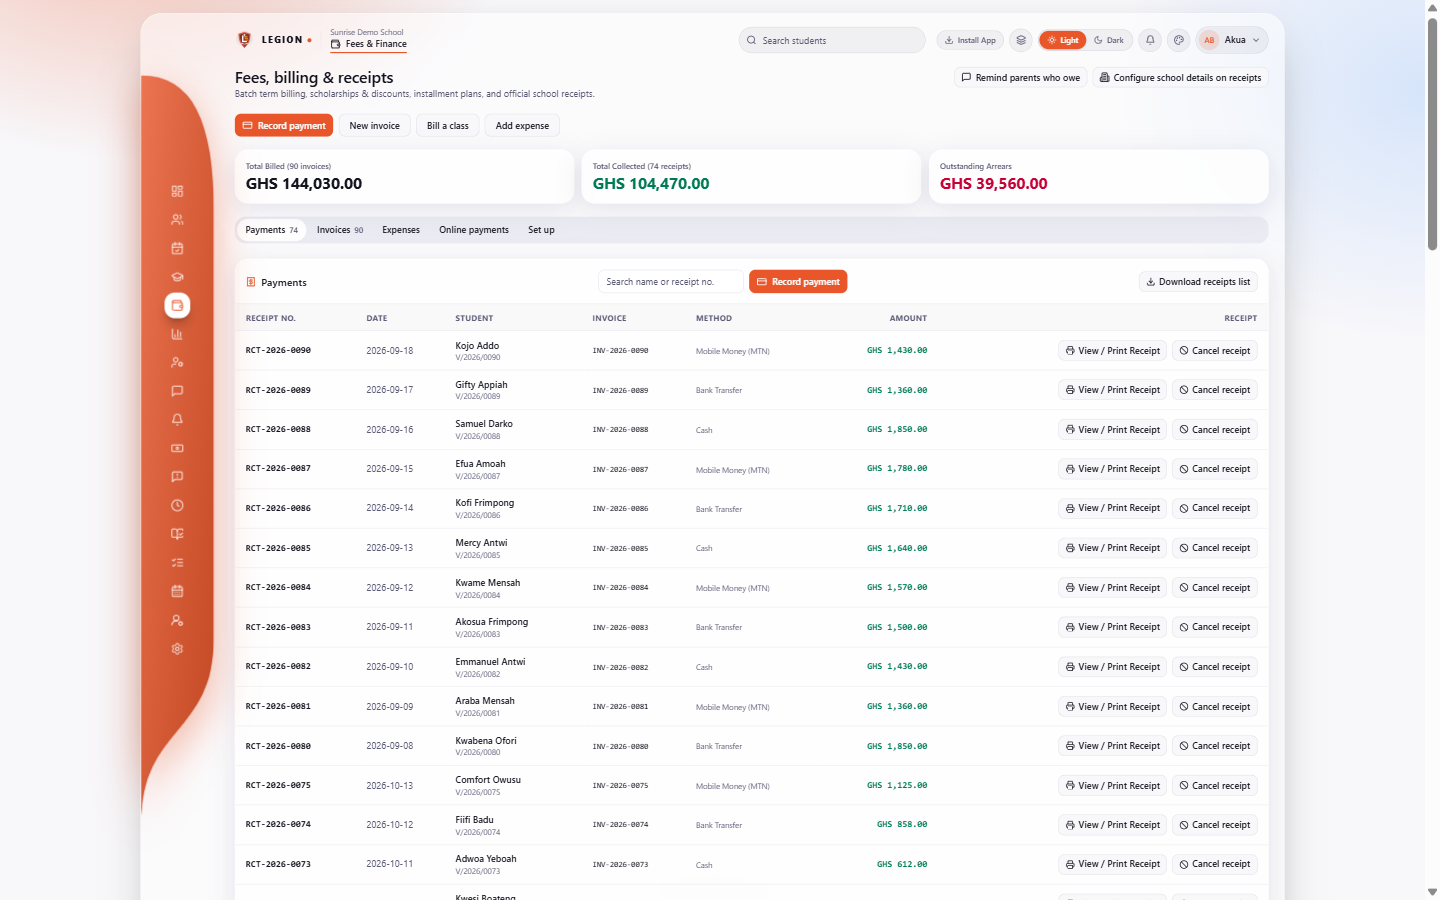 LEGION
Sunrise Demo School
Fees & Finance
Search students
Install App
Light
Dark
AB
Akua
Fees, billing & receipts
Batch term billing, scholarships & discounts, installment plans, and official school receipts.
Remind parents who owe
Configure school details on receipts
Record payment
New invoice
Bill a class
Add expense
Total Billed (90 invoices)
GHS 144,030.00
Total Collected (74 receipts)
GHS 104,470.00
Outstanding Arrears
GHS 39,560.00
Payments 74
Invoices 90
Expenses
Online payments
Set up
Payments
Search name or receipt no.
Record payment
Download receipts list
RECEIPT NO. DATE STUDENT INVOICE METHOD AMOUNT RECEIPT
RCT-2026-0090 2026-09-18 Kojo Addo INV-2026-0090 Mobile Money (MTN) GHS 1,430.00 View / Print Receipt Cancel receipt
V/2026/0090
RCT-2026-0089 2026-09-17 Gifty Appiah INV-2026-0089 Bank Transfer GHS 1,360.00 View / Print Receipt Cancel receipt
V/2026/0089
RCT-2026-0088 2026-09-16 Samuel Darko INV-2026-0088 Cash GHS 1,850.00 View / Print Receipt Cancel receipt
V/2026/0088
RCT-2026-0087 2026-09-15 Efua Amoah INV-2026-0087 Mobile Money (MTN) GHS 1,780.00 View / Print Receipt Cancel receipt
V/2026/0087
RCT-2026-0086 2026-09-14 Kofi Frimpong INV-2026-0086 Bank Transfer GHS 1,710.00 View / Print Receipt Cancel receipt
V/2026/0086
RCT-2026-0085 2026-09-13 Mercy Antwi INV-2026-0085 Cash GHS 1,640.00 View / Print Receipt Cancel receipt
V/2026/0085
RCT-2026-0084 2026-09-12 Kwame Mensah INV-2026-0084 Mobile Money (MTN) GHS 1,570.00 View / Print Receipt Cancel receipt
V/2026/0084
RCT-2026-0083 2026-09-11 Akosua Frimpong INV-2026-0083 Bank Transfer GHS 1,500.00 View / Print Receipt Cancel receipt
V/2026/0083
RCT-2026-0082 2026-09-10 Emmanuel Antwi INV-2026-0082 Cash GHS 1,430.00 View / Print Receipt Cancel receipt
V/2026/0082
RCT-2026-0081 2026-09-09 Araba Mensah INV-2026-0081 Mobile Money (MTN) GHS 1,360.00 View / Print Receipt Cancel receipt
V/2026/0081
RCT-2026-0080 2026-09-08 Kwabena Ofori INV-2026-0080 Bank Transfer GHS 1,850.00 View / Print Receipt Cancel receipt
V/2026/0080
RCT-2026-0075 2026-10-13 Comfort Owusu INV-2026-0075 Mobile Money (MTN) GHS 1,125.00 View / Print Receipt Cancel receipt
V/2026/0075
RCT-2026-0074 2026-10-12 Fiifi Badu INV-2026-0074 Bank Transfer GHS 858.00 View / Print Receipt Cancel receipt
V/2026/0074
RCT-2026-0073 2026-10-11 Adwoa Yeboah INV-2026-0073 Cash GHS 612.00 View / Print Receipt Cancel receipt
V/2026/0073
Kwesi Boateng